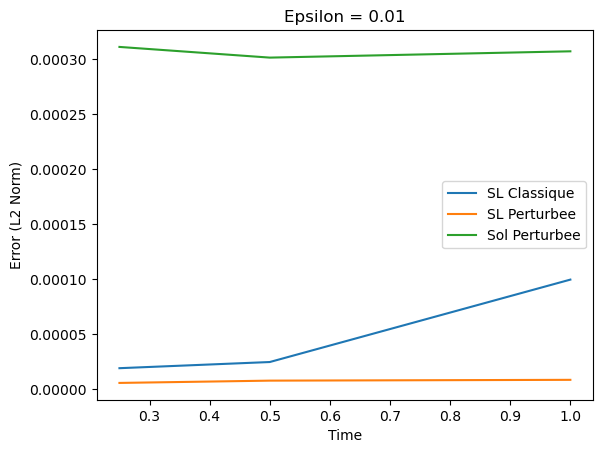 Epsilon = 0.01
Error (L2 Norm)
0.00030
0.00025
0.00020
0.00015
0.00010
0.00005
0.00000
SL Classique
SL Perturbee
Sol Perturbee
0.3 0.4 0.5 0.6 0.7 0.8 0.9 1.0
Time